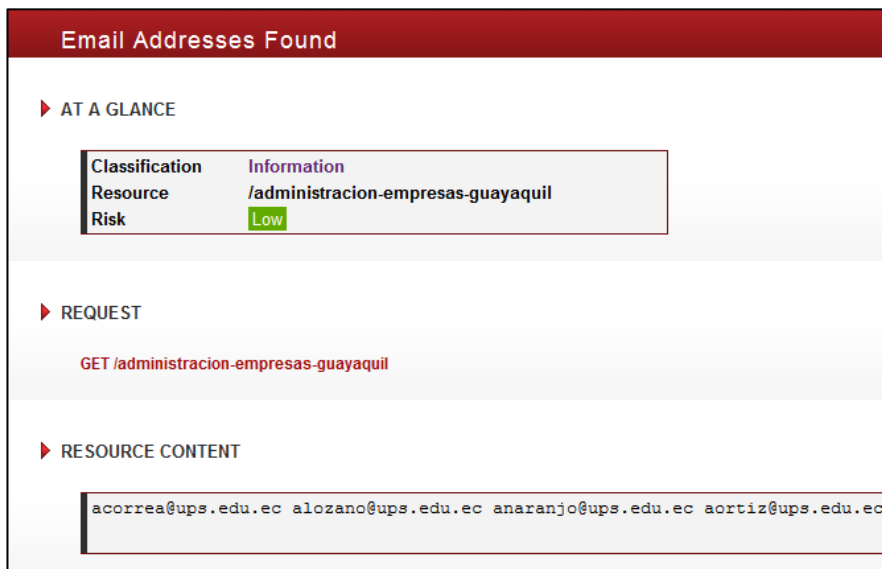 Email Addresses Found
AT A GLANCE
Classification Information
Resource /administracion-empresas-guayaquil
Risk Low
REQUEST
GET /administracion-empresas-guayaquil
RESOURCE CONTENT
acorrea@ups.edu.ec alozano@ups.edu.ec anaranjo@ups.edu.ec aortiz@ups.edu.ec